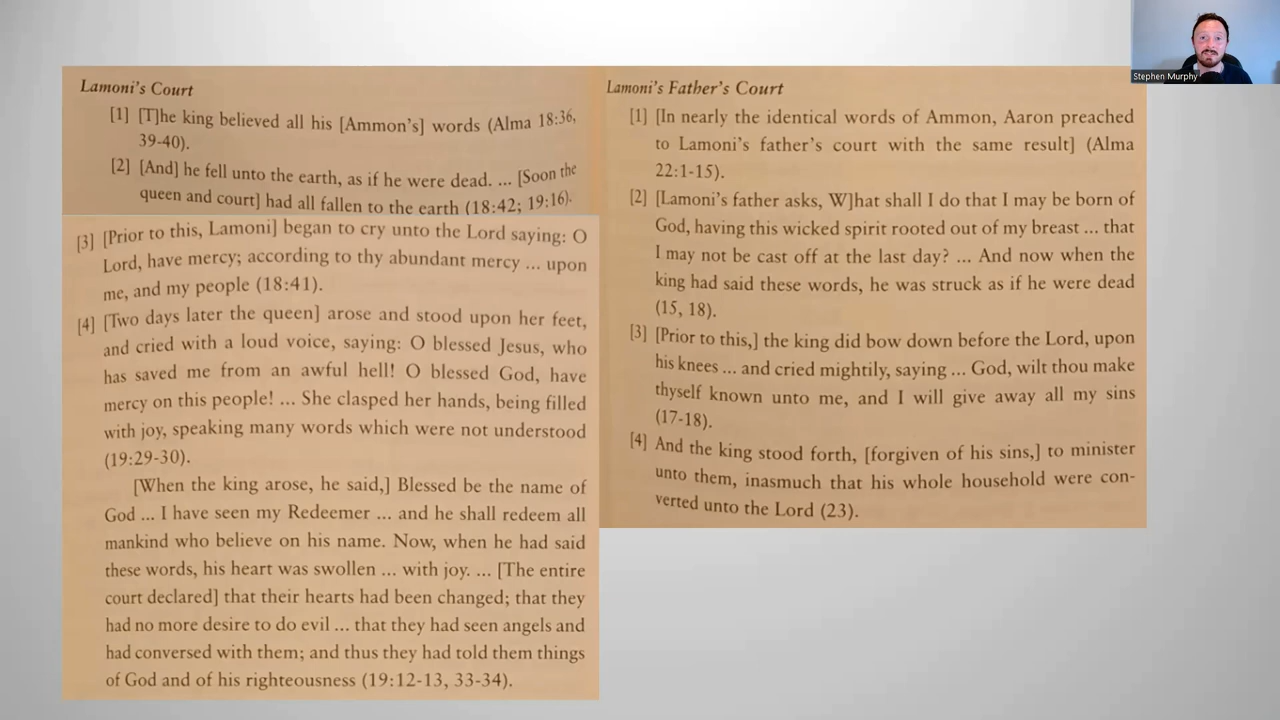 Stephen Murphy
Lamoni's Court
[1] [T]he king believed all his [Ammon's] words (Alma 18:36,
39-40).
[2] [And] he fell unto the earth, as if he were dead. ... [Soon the
queen and court] had all fallen to the earth (18:42; 19:16).
[3] [Prior to this, Lamoni] began to cry unto the Lord saying: O
Lord, have mercy; according to thy abundant mercy ... upon
me, and my people (18:41).
[4] [Two days later the queen] arose and stood upon her feet,
and cried with a loud voice, saying: O blessed Jesus, who
has saved me from an awful hell! O blessed God, have
mercy on this people! ... She clasped her hands, being filled
with joy, speaking many words which were not understood
(19:29-30).
[When the king arose, he said,] Blessed be the name of
God ... I have seen my Redeemer ... and he shall redeem all
mankind who believe on his name. Now, when he had said
these words, his heart was swollen ... with joy. ... [The entire
court declared] that their hearts had been changed; that they
had no more desire to do evil ... that they had seen angels and
had conversed with them; and thus they had told them things
of God and of his righteousness (19:12-13, 33-34).
Lamoni's Father's Court
[1] [In nearly the identical words of Ammon, Aaron preached
to Lamoni's father's court with the same result] (Alma
22:1-15).
[2] [Lamoni's father asks, W]hat shall I do that I may be born of
God, having this wicked spirit rooted out of my breast ... that
I may not be cast off at the last day? ... And now when the
king had said these words, he was struck as if he were dead
(15, 18).
[3] [Prior to this,] the king did bow down before the Lord, upon
his knees ... and cried mightily, saying ... God, wilt thou make
thyself known unto me, and I will give away all my sins
(17-18).
[4] And the king stood forth, [forgiven of his sins,] to minister
unto them, inasmuch that his whole household were con-
verted unto the Lord (23).